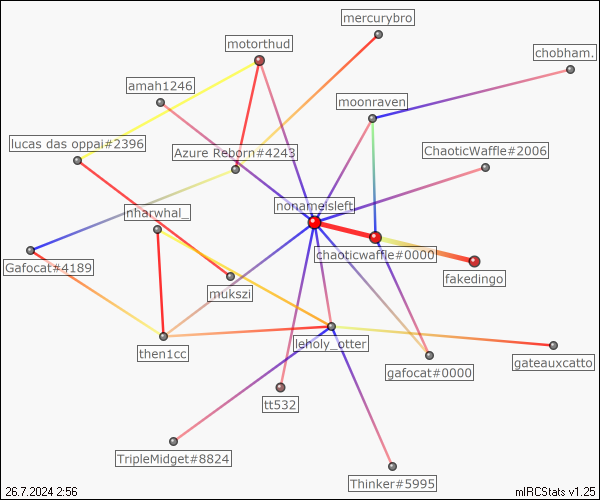 mercurybro
motorthud
chobham.
amah1246
moonraven
lucas das oppai#2396
Azure Reborn#4243
ChaoticWaffle#2006
nonameisleft
nharwhal_
chaoticwaffle#0000
Gafocat#4189
fakedingo
mukszi
leholy_otter
then1cc
gateauxcatto
gafocat#0000
tt532
TripleMidget#8824
Thinker#5995
26.7.2024 2:56
mIRCStats v1.25